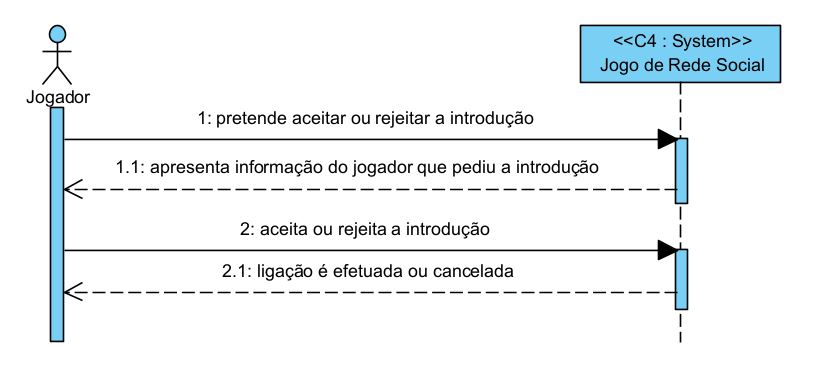 <<C4 : System>>
Jogo de Rede Social
Jogador
1: pretende aceitar ou rejeitar a introdução
1.1: apresenta informação do jogador que pediu a introdução
2: aceita ou rejeita a introdução
2.1: ligação é efetuada ou cancelada